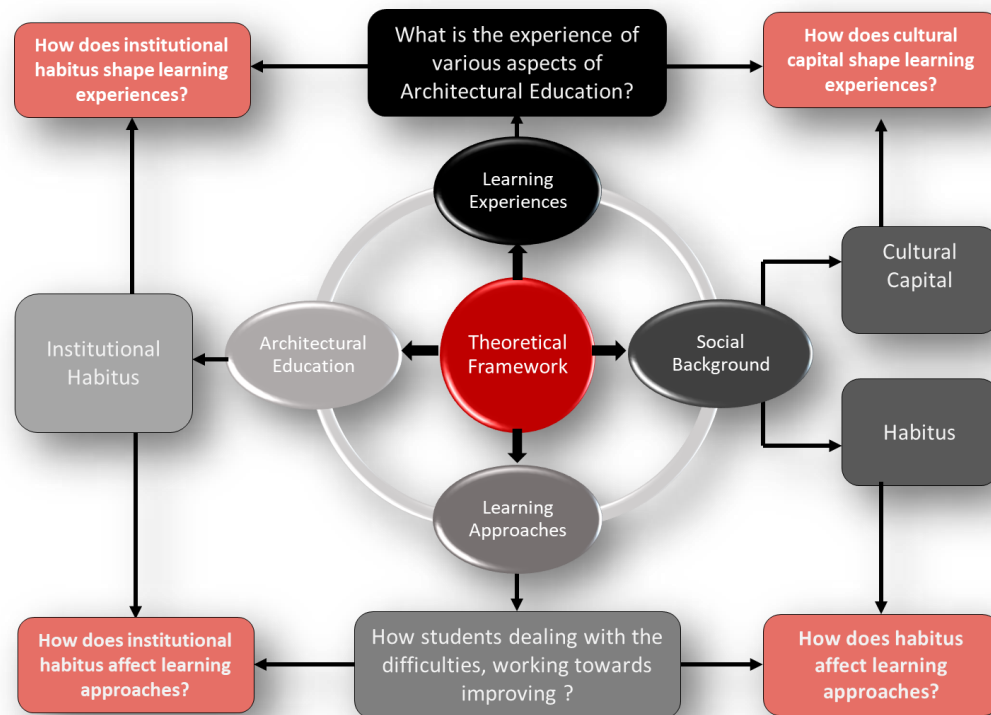 How does institutional
habitus shape learning
experiences?
What is the experience of
various aspects of
Architectural Education?
How does cultural
capital shape learning
experiences?
Learning
Experiences
Cultural
Capital
Institutional
Habitus
Architectural
Education
Theoretical
Framework
Social
Background
Habitus
Learning
Approaches
How does institutional
habitus affect learning
approaches?
How students dealing with the
difficulties, working towards
improving ?
How does habitus
affect learning
approaches?